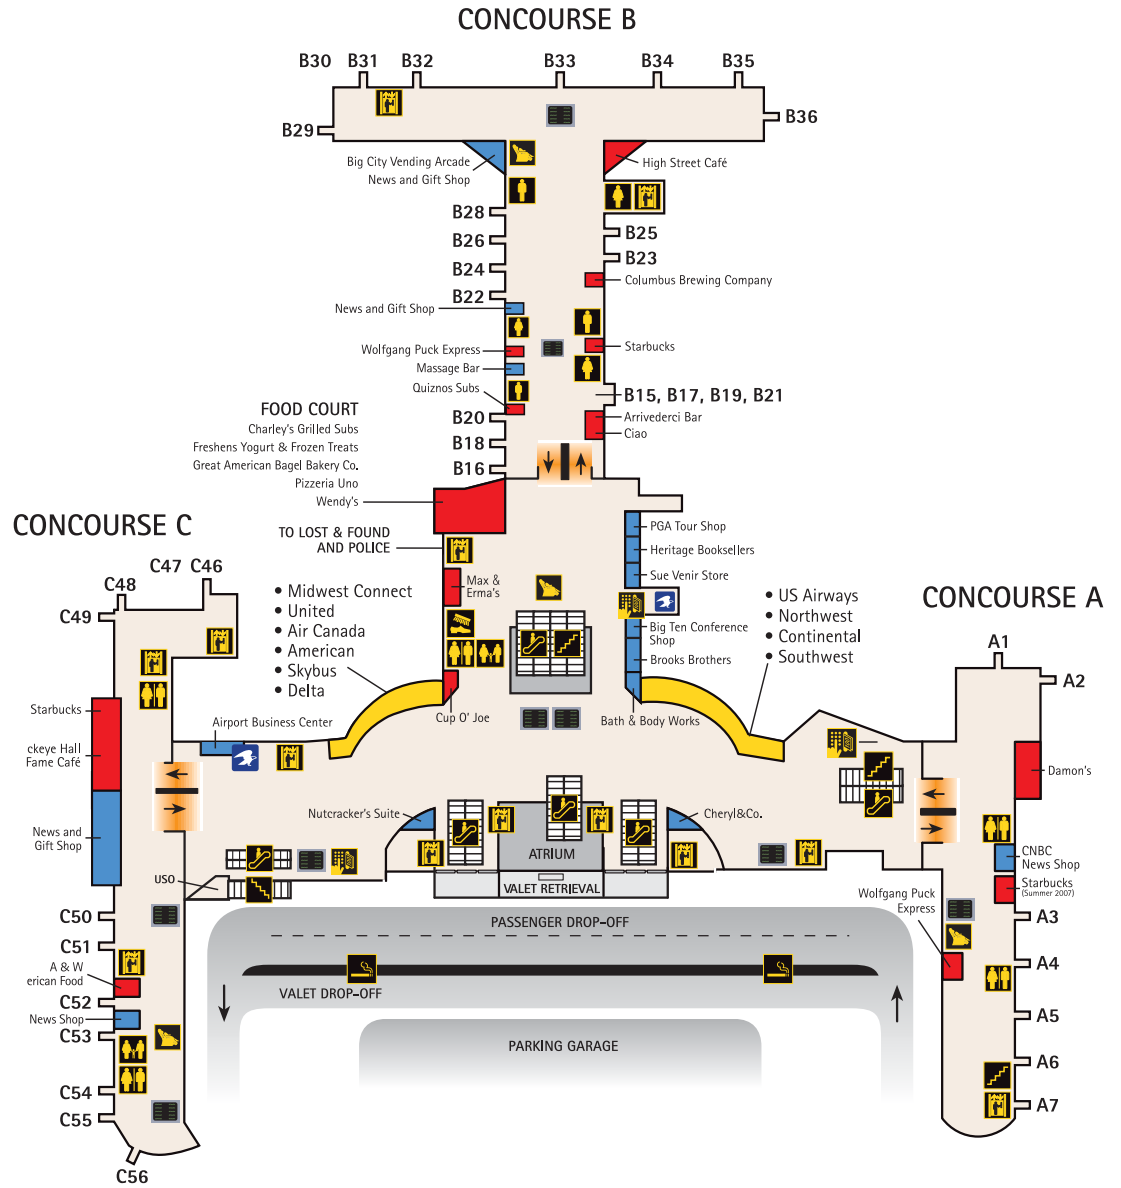 CONCOURSE B
B30
B31
B32
B33
B34
B35
B29
B36
Big City Vending Arcade
News and Gift Shop
High Street Café
B28
B26
B24
B22
B25
B23
Columbus Brewing Company
News and Gift Shop
Wolfgang Puck Express
Massage Bar
Quiznos Subs
Starbucks
B15, B17, B19, B21
Arrivederci Bar
Ciao
B20
B18
B16
FOOD COURT
Charley's Grilled Subs
Freshens Yogurt & Frozen Treats
Great American Bagel Bakery Co.
Pizzeria Uno
Wendy's
TO LOST & FOUND
AND POLICE
PGA Tour Shop
Heritage Booksellers
Sue Venir Store
Big Ten Conference
Shop
Brooks Brothers
Bath & Body Works
Max &
Erma's
Cup O' Joe
• Midwest Connect
• United
• Air Canada
• American
• Skybus
• Delta
• US Airways
• Northwest
• Continental
• Southwest
CONCOURSE C
C47
C46
C48
C49
Starbucks
ckeye Hall
Fame Café
News and
Gift Shop
Airport Business Center
USO
C50
C51
A & W
erican Food
C52
News Shop
C53
C54
C55
C56
CONCOURSE A
A1
A2
Damon's
CNBC
News Shop
Starbucks
(Summer 2007)
Wolfgang Puck
Express
A3
A4
A5
A6
A7
Nutcracker's Suite
Cheryl&Co.
ATRIUM
VALET RETRIEVAL
PASSENGER DROP-OFF
VALET DROP-OFF
PARKING GARAGE